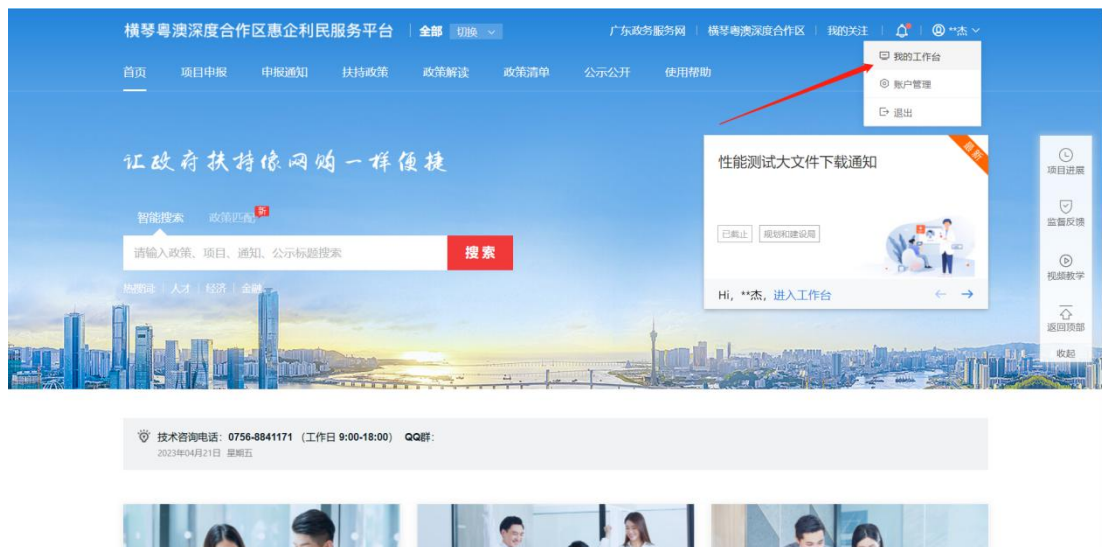 横琴粤澳深度合作区惠企利民服务平台 全部 切换 广东政务服务网 横琴粤澳深度合作区 我的关注 **杰
我的工作台
账户管理
退出
首页 项目申报 申报通知 扶持政策 政策解读 政策清单 公示公开 使用帮助
让政府扶持像网购一样便捷
最新
性能测试大文件下载通知
已截止 规划和建设局
Hi, **杰, 进入工作台
智能搜索 政策匹配 新
请输入政策、项目、通知、公示标题搜索 搜索
热搜词 人才 经济 金融
项目进展
监督反馈
视频教学
返回顶部
收起
技术咨询电话: 0756-8841171 (工作日 9:00-18:00) QQ群:
2023年04月21日 星期五